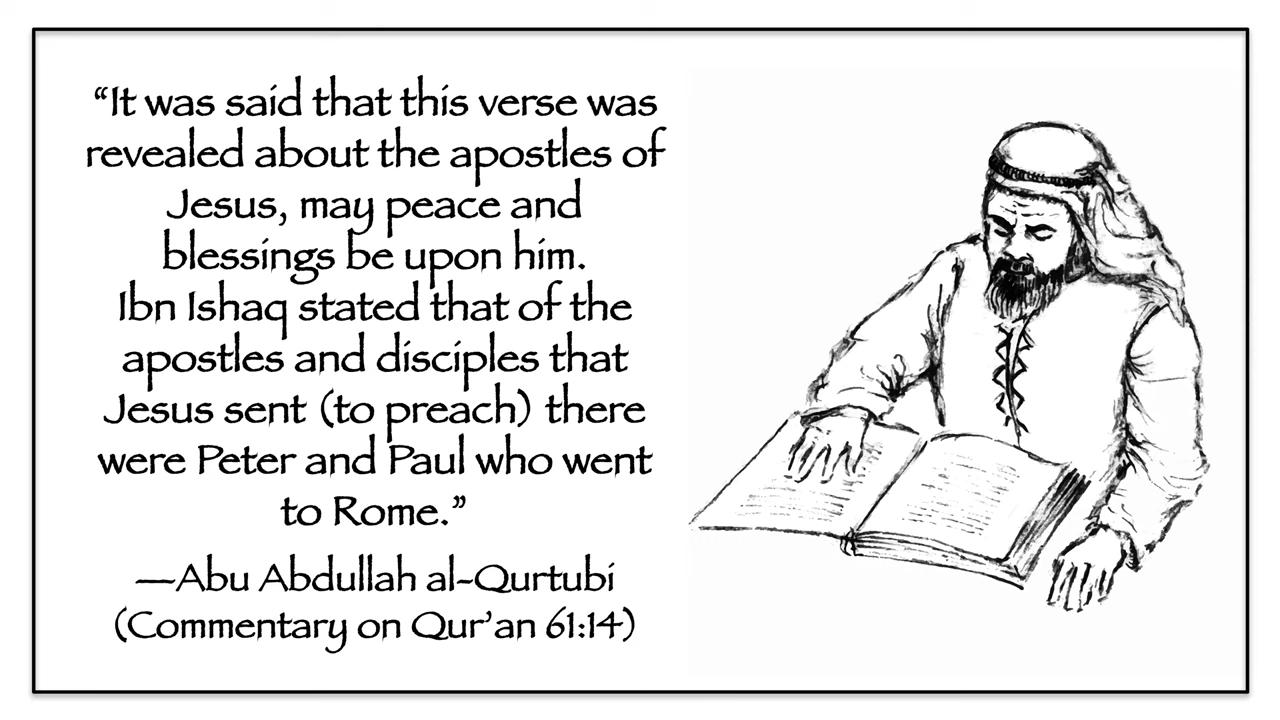 “It was said that this verse was
revealed about the apostles of
Jesus, may peace and
blessings be upon him.
Ibn Ishaq stated that of the
apostles and disciples that
Jesus sent (to preach) there
were Peter and Paul who went
to Rome.”
—Abu Abdullah al-Qurtubi
(Commentary on Qur’an 61:14)